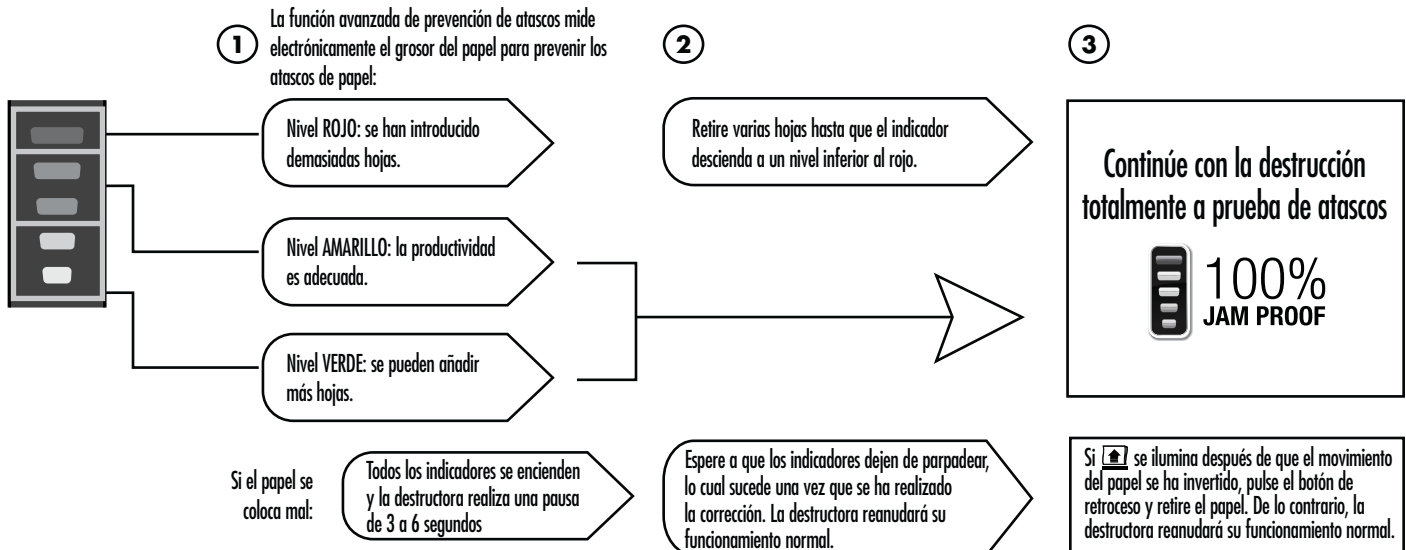 1
La función avanzada de prevención de atascos mide
electrónicamente el grosor del papel para prevenir los
atascos de papel:
Nivel ROJO: se han introducido
demasiadas hojas.
Nivel AMARILLO: la productividad
es adecuada.
Nivel VERDE: se pueden añadir
más hojas.
2
Retire varias hojas hasta que el indicador
descienda a un nivel inferior al rojo.
3
Continúe con la destrucción
totalmente a prueba de atascos
100%
JAM PROOF
Si el papel se
coloca mal:
Todos los indicadores se encienden
y la destructora realiza una pausa
de 3 a 6 segundos
Espere a que los indicadores dejen de parpadear,
lo cual sucede una vez que se ha realizado
la corrección. La destructora reanudará su
funcionamiento normal.
Si se ilumina después de que el movimiento
del papel se ha invertido, pulse el botón de
retroceso y retire el papel. De lo contrario, la
destructora reanudará su funcionamiento normal.